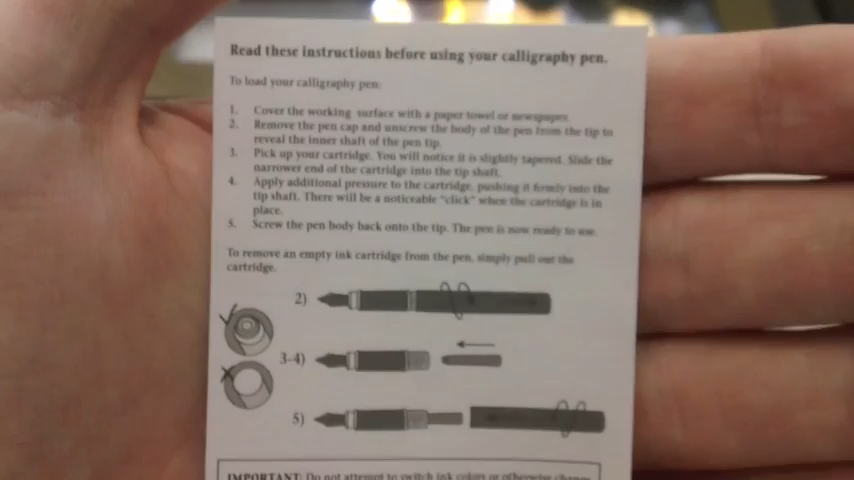 Read these instructions before using your calligraphy pen.
To load your calligraphy pen:
1. Cover the working surface with a paper towel or newspaper.
2. Remove the pen cap and unscrew the body of the pen from the tip to
reveal the inner shaft of the pen tip.
3. Pick up your cartridge. You will notice it is slightly tapered. Slide the
narrower end of the cartridge into the tip shaft.
4. Apply additional pressure to the cartridge, pushing it firmly into the
tip shaft. There will be a noticeable "click" when the cartridge is in
place.
5. Screw the pen body back onto the tip. The pen is now ready to use.
To remove an empty ink cartridge from the pen, simply pull out the
cartridge.
2)
3-4)
5)
IMPORTANT: Do not attempt to switch ink colors or otherwise change